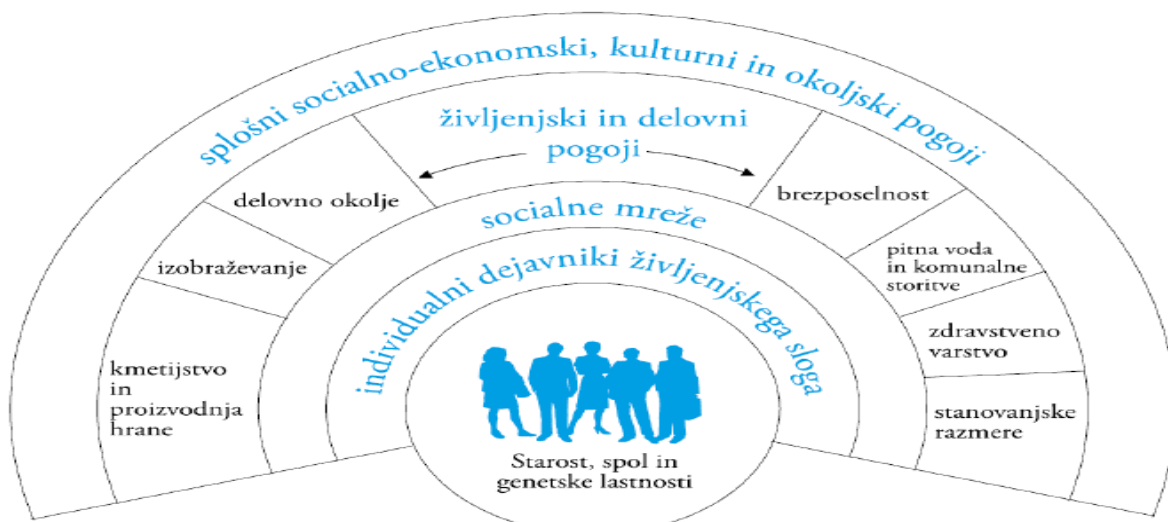 splošni socialno-ekonomski, kulturni in okoljski pogoji
življenjski in delovni
pogoji
delovno okolje
brezposelnost
socialne mreže
izobraževanje
pitna voda
in komunalne
storitve
individualni dejavniki življenjskega sloga
zdravstveno
varstvo
kmetijstvo
in
proizvodnja
hrane
stanovanjske
razmere
Starost, spol in
genetske lastnosti